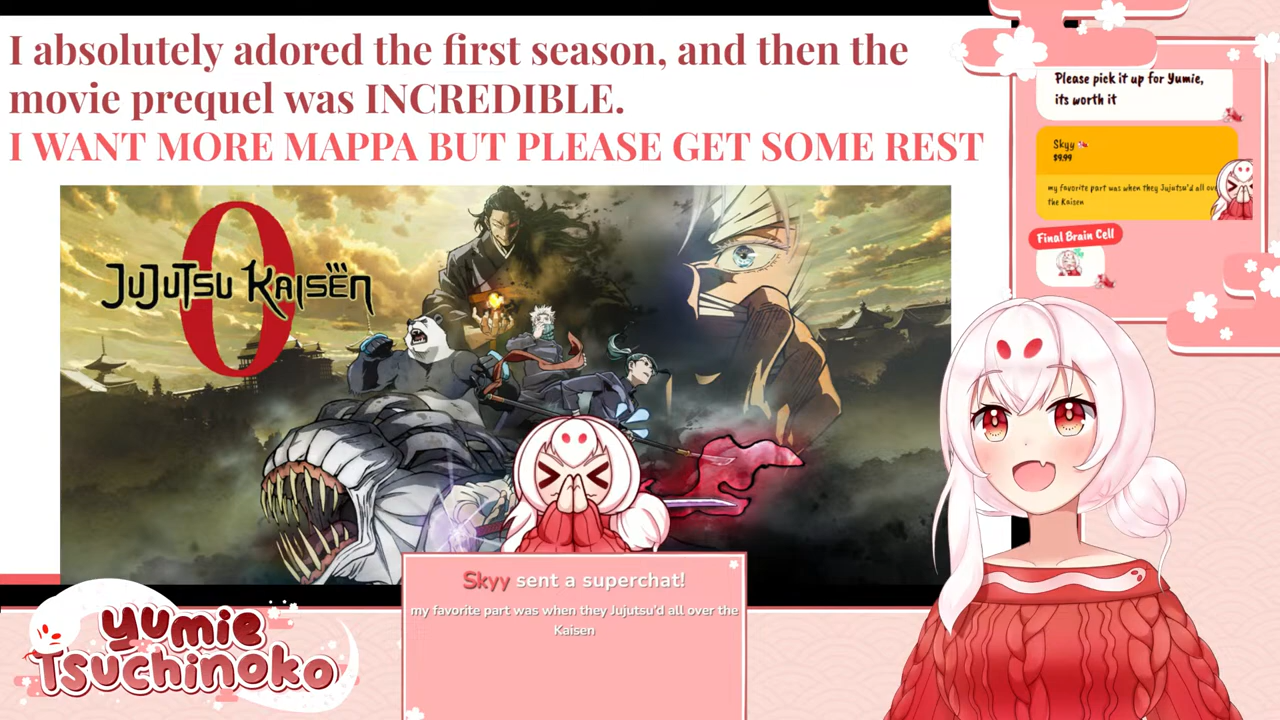 I absolutely adored the first season, and then the
movie prequel was INCREDIBLE.
I WANT MORE MAPPA BUT PLEASE GET SOME REST
JUJUTSU KAISEN
0
Please pick it up for Yumie,
its worth it
Skyy
$9.99
my favorite part was when they Jujutsu'd all over
the Kaisen
Final Brain Cell
Skyy sent a superchat!
my favorite part was when they Jujutsu'd all over the
Kaisen
yumie
Tsuchinoko